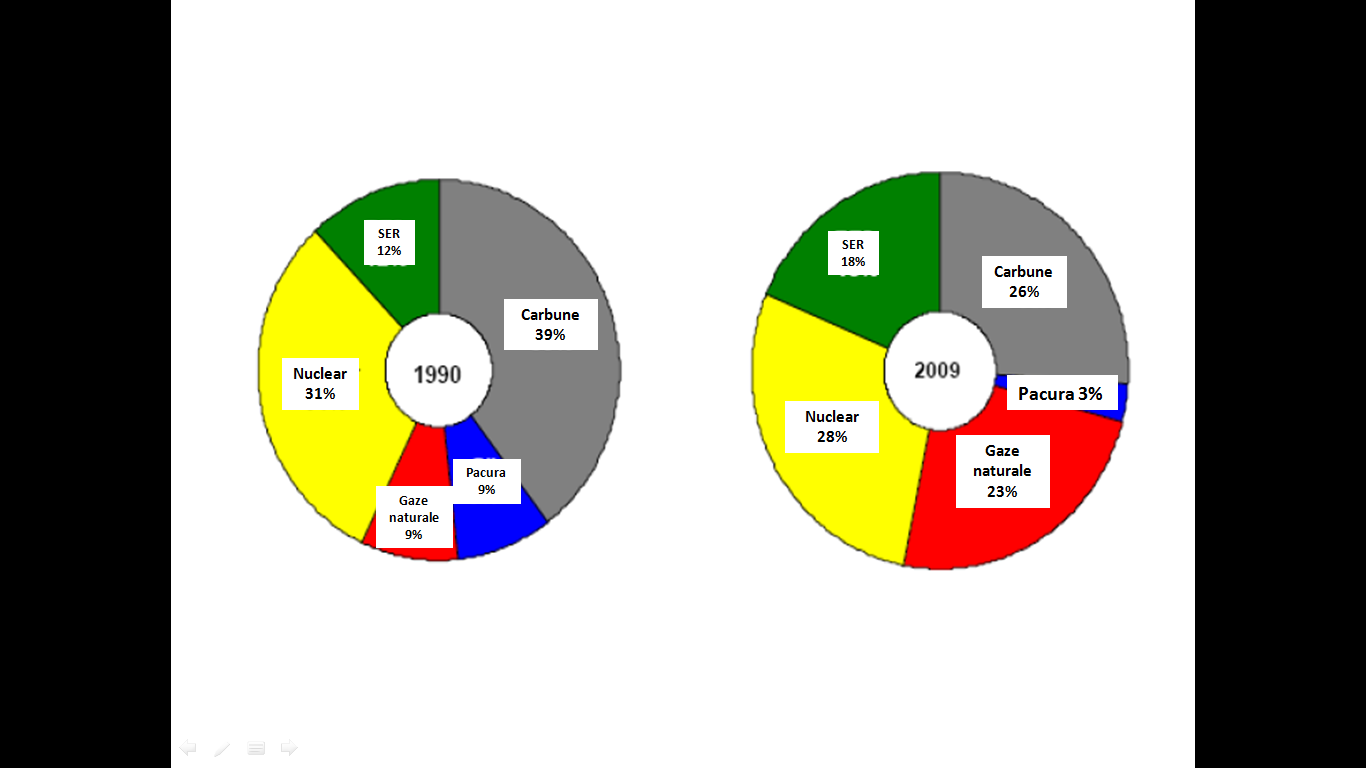 SER
12%
Carbune
39%
Nuclear
31%
1990
Pacura
9%
Gaze
naturale
9%
SER
18%
Carbune
26%
2009
Pacura 3%
Nuclear
28%
Gaze
naturale
23%